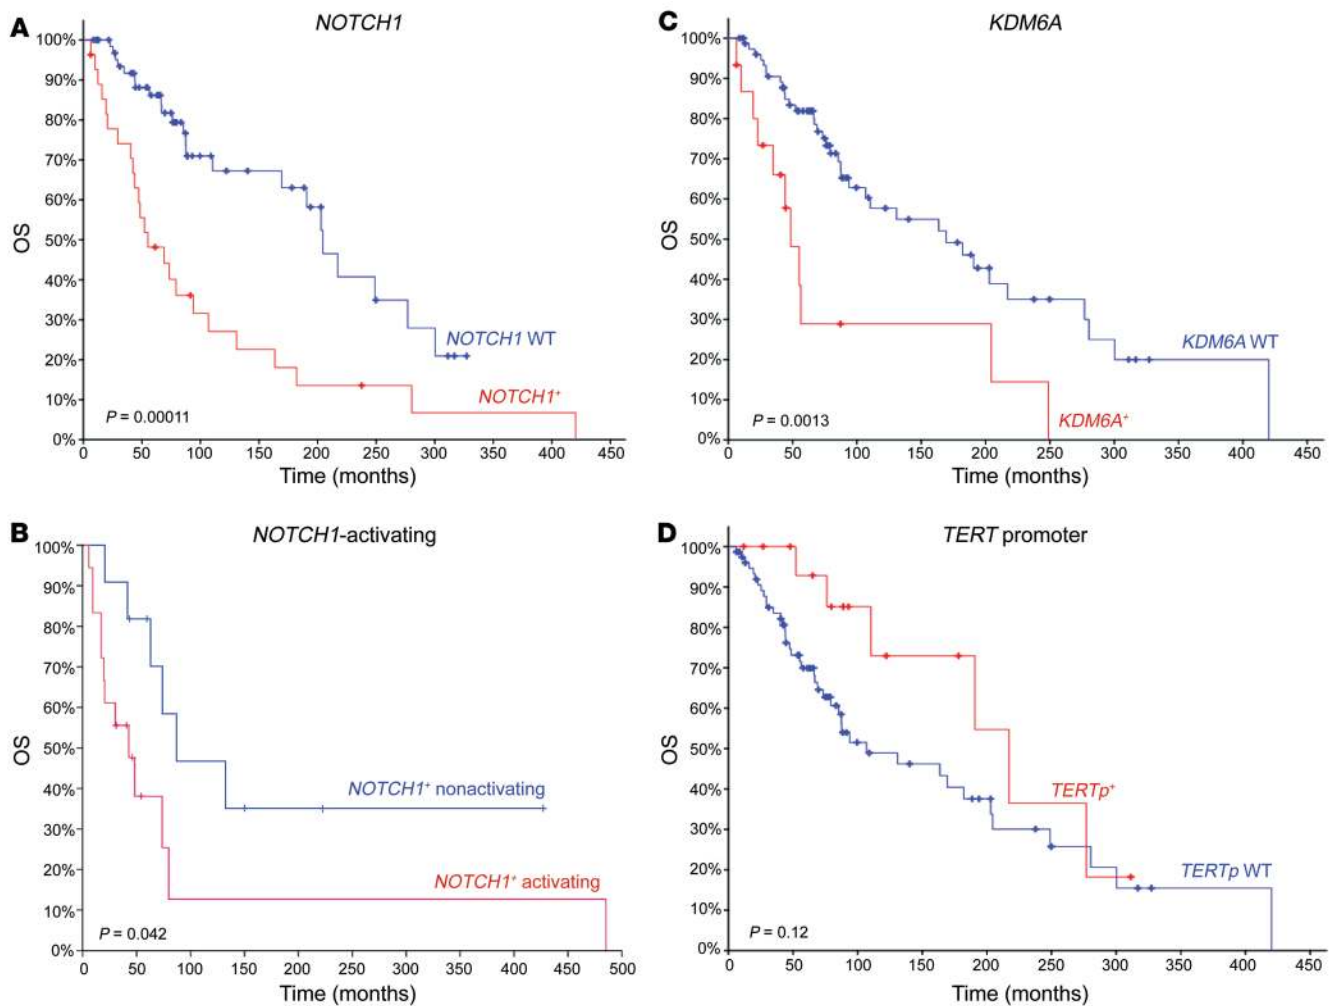 A
NOTCH1
100%
90%
80%
70%
60%
50%
40%
30%
20%
10%
0%
OS
NOTCH1 WT
NOTCH1⁺
P = 0.00011
0 50 100 150 200 250 300 350 400 450
Time (months)
C
KDM6A
100%
90%
80%
70%
60%
50%
40%
30%
20%
10%
0%
OS
KDM6A WT
KDM6A⁺
P = 0.0013
0 50 100 150 200 250 300 350 400 450
Time (months)
B
NOTCH1-activating
100%
90%
80%
70%
60%
50%
40%
30%
20%
10%
0%
OS
NOTCH1⁺ nonactivating
NOTCH1⁺ activating
P = 0.042
0 50 100 150 200 250 300 350 400 450 500
Time (months)
D
TERT promoter
100%
90%
80%
70%
60%
50%
40%
30%
20%
10%
0%
OS
TERTp⁺
TERTp WT
P = 0.12
0 50 100 150 200 250 300 350 400 450
Time (months)